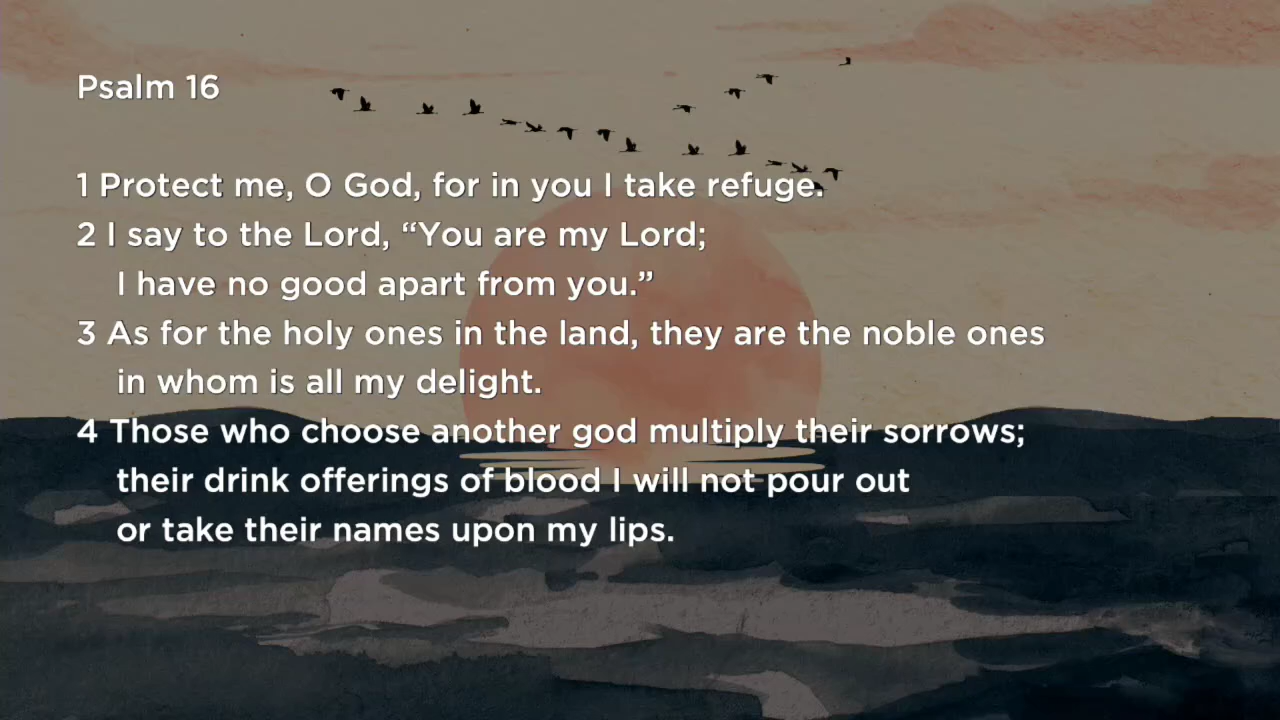 Psalm 16
1 Protect me, O God, for in you I take refuge.
2 I say to the Lord, “You are my Lord;
I have no good apart from you.”
3 As for the holy ones in the land, they are the noble ones
in whom is all my delight.
4 Those who choose another god multiply their sorrows;
their drink offerings of blood I will not pour out
or take their names upon my lips.